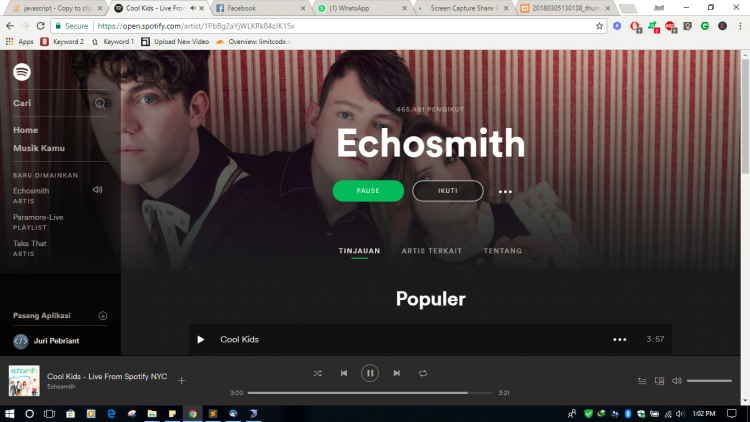 javascript - Copy to cli
Cool Kids - Live Fro
Facebook
(1) WhatsApp
Screen Capture Share
20180305130138_thum
Juri
Secure
https://open.spotify.com/artist/1PbBg2aYjWLKRk84zJK15x
Apps
Keyword 2
Keyword 1
Upload New Video
Overview: limitcode.
Cari
Home
Musik Kamu
BARU DIMAINKAN
Echosmith
ARTIS
Paramore-Live
PLAYLIST
Take That
ARTIS
Pasang Aplikasi
Juri Pebriant
465.481 PENGIKUT
Echosmith
PAUSE
IKUTI
TINJAUAN
ARTIS TERKAIT
TENTANG
Populer
Cool Kids
3:57
echosmith
Cool Kids - Live From Spotify NYC
Echosmith
3:00
3:21
1:02 PM